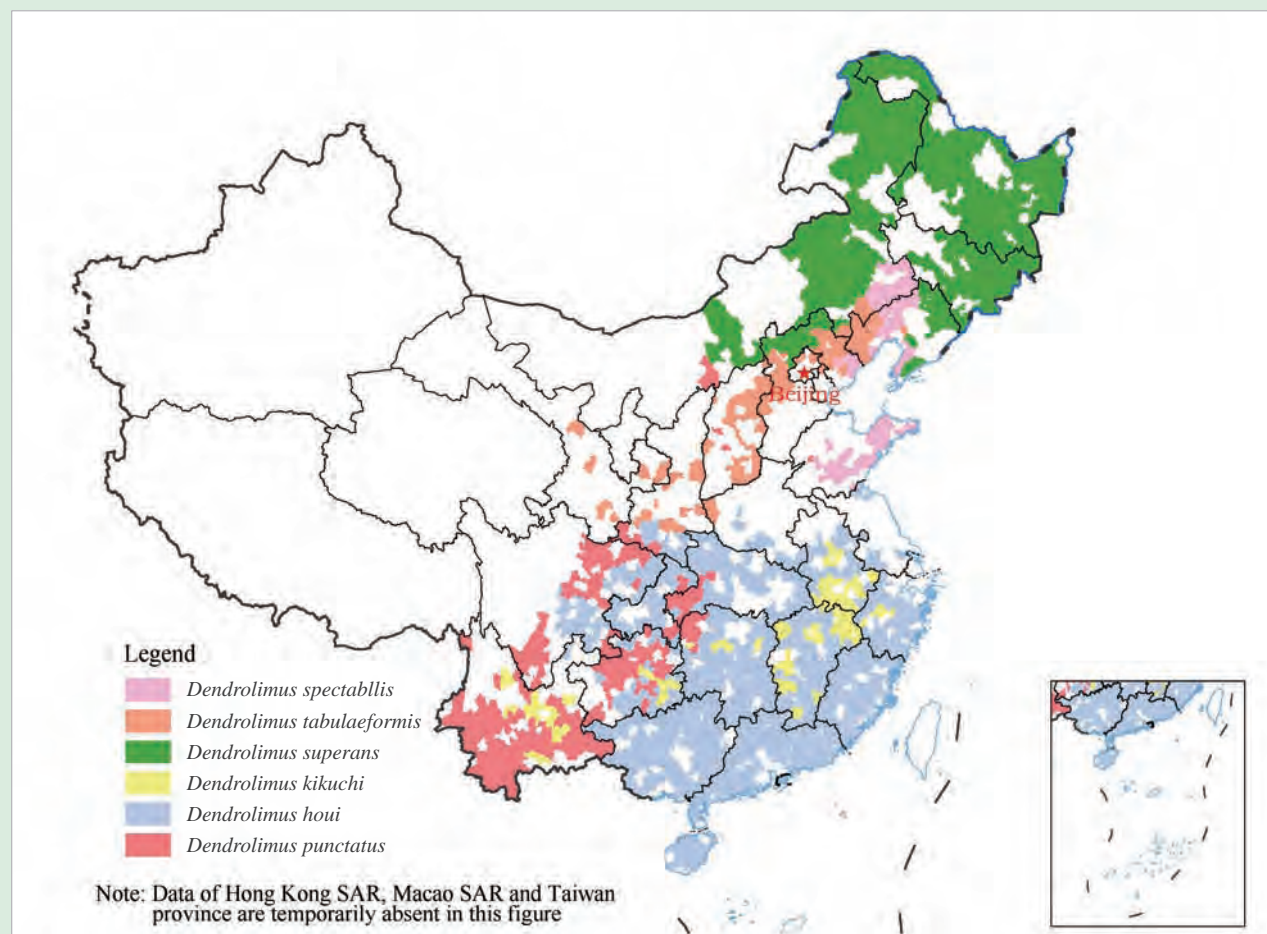 Beijing
Legend
Dendrolimus spectabllis
Dendrolimus tabulaeformis
Dendrolimus superans
Dendrolimus kikuchi
Dendrolimus houi
Dendrolimus punctatus
Note: Data of Hong Kong SAR, Macao SAR and Taiwan
province are temporarily absent in this figure